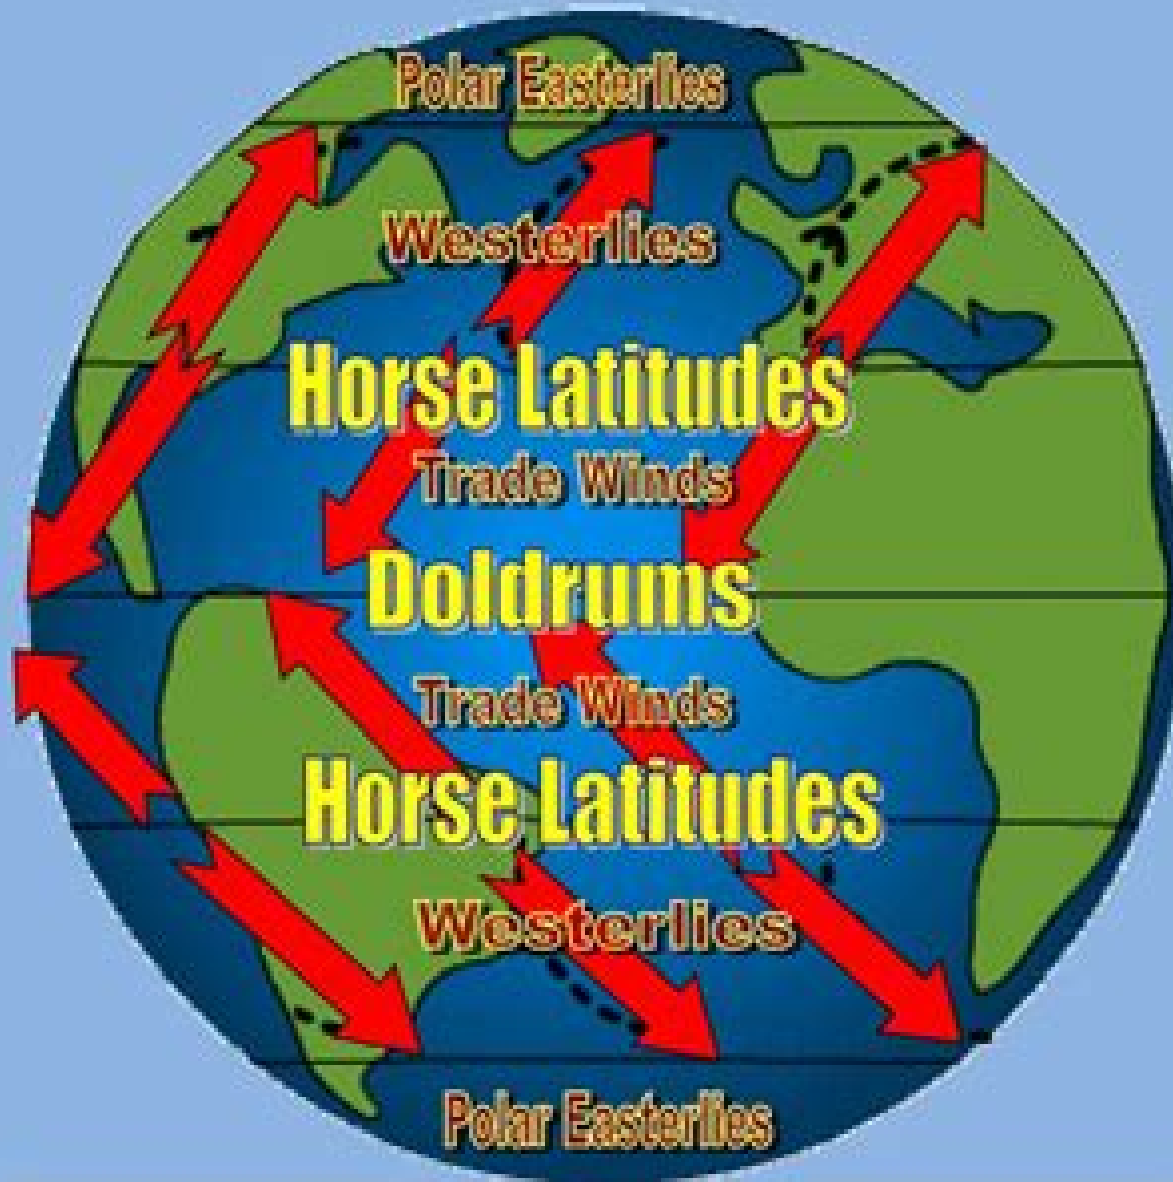 Polar Easterlies
Westerlies
Horse Latitudes
Trade Winds
Doldrums
Trade Winds
Horse Latitudes
Westerlies
Polar Easterlies